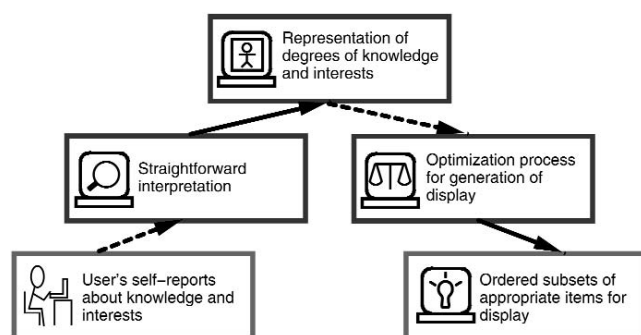 Representation of
degrees of knowledge
and interests
Straightforward
interpretation
Optimization process
for generation of
display
User's self−reports
about knowledge and
interests
Ordered subsets of
appropriate items for
display